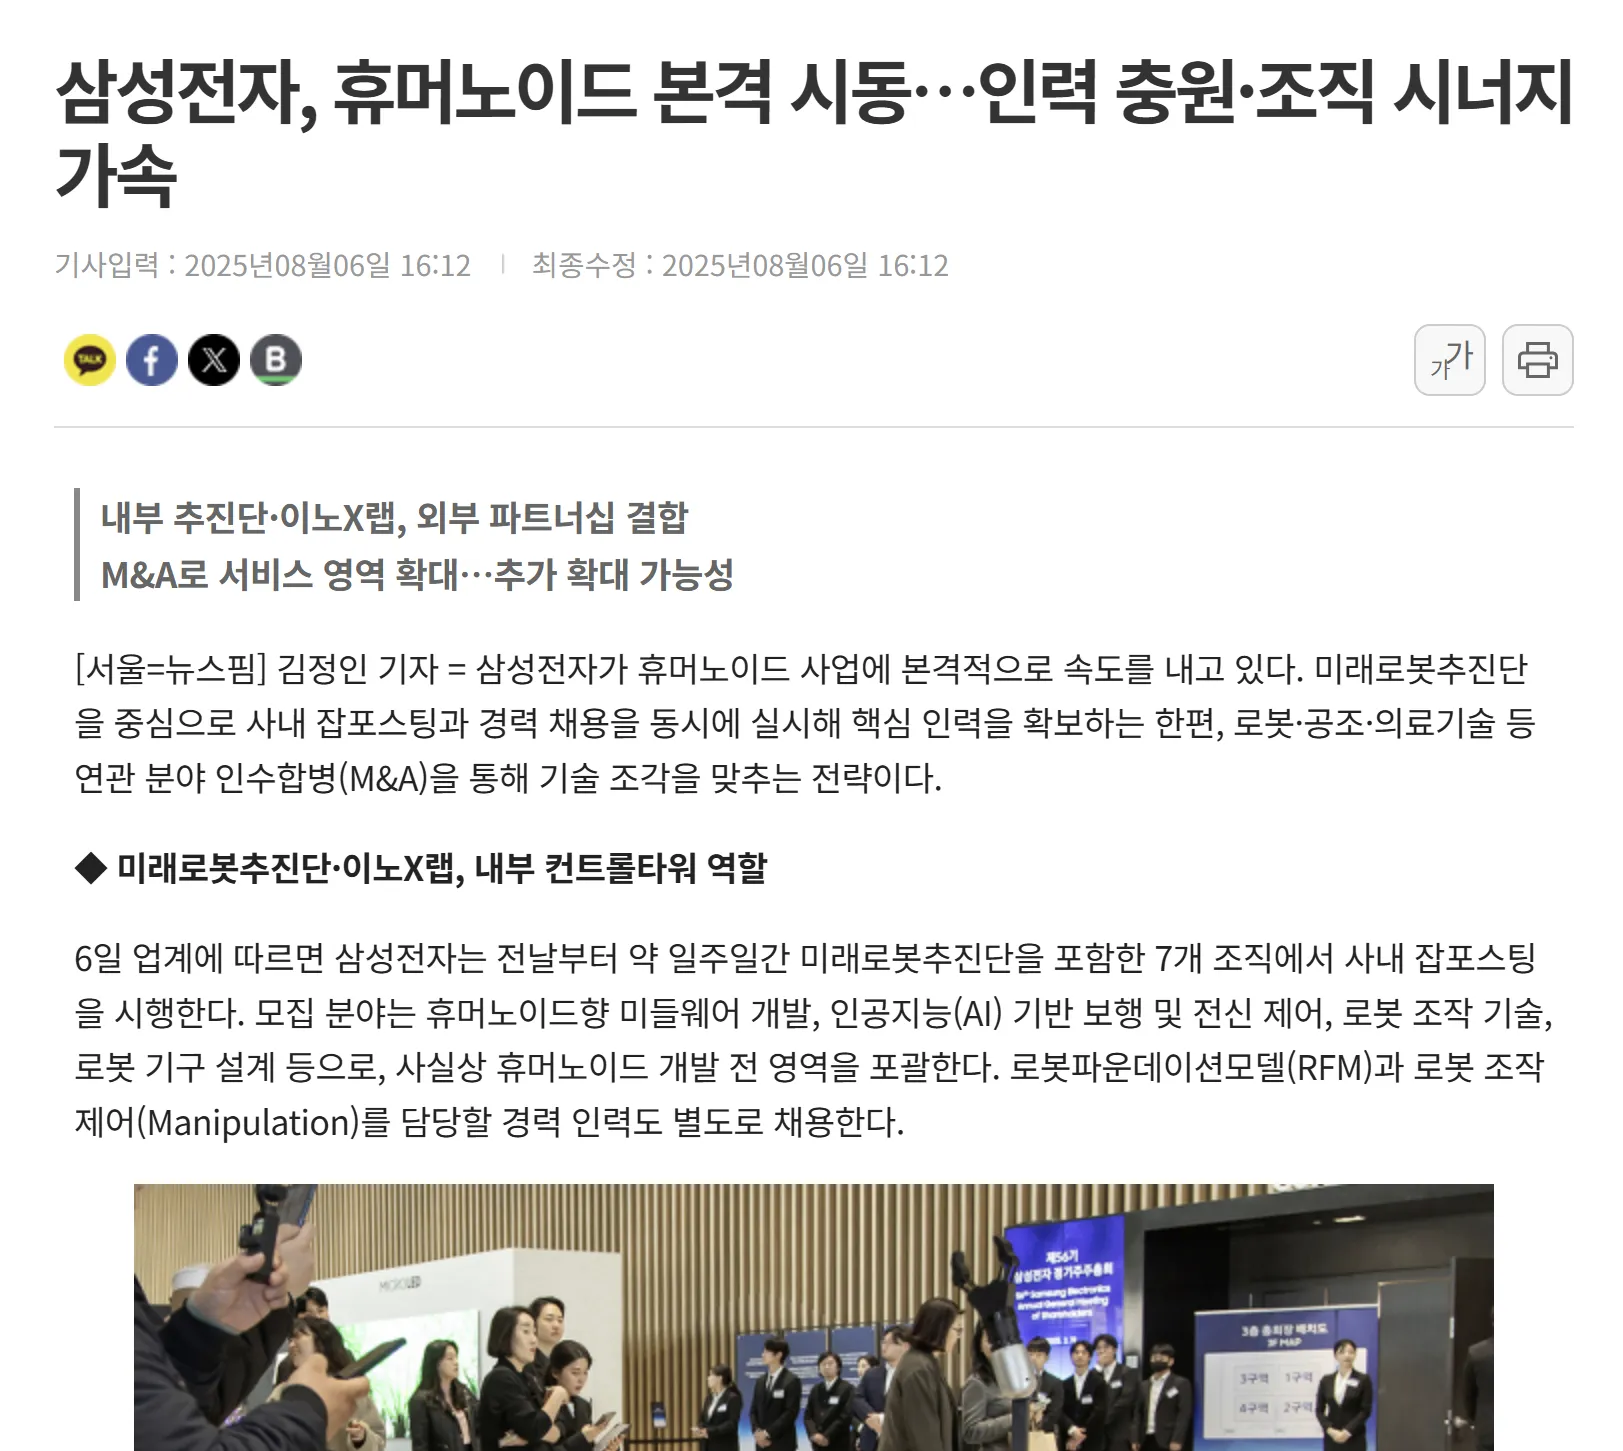 삼성전자, 휴머노이드 본격 시동…인력 충원·조직 시너지
가속
기사입력 : 2025년08월06일 16:12 최종수정 : 2025년08월06일 16:12
TALK f X B
가가
내부 추진단·이노X랩, 외부 파트너십 결합
M&A로 서비스 영역 확대…추가 확대 가능성
[서울=뉴스핌] 김정인 기자 = 삼성전자가 휴머노이드 사업에 본격적으로 속도를 내고 있다. 미래로봇추진단
을 중심으로 사내 잡포스팅과 경력 채용을 동시에 실시해 핵심 인력을 확보하는 한편, 로봇·공조·의료기술 등
연관 분야 인수합병(M&A)을 통해 기술 조각을 맞추는 전략이다.
◆ 미래로봇추진단·이노X랩, 내부 컨트롤타워 역할
6일 업계에 따르면 삼성전자는 전날부터 약 일주일간 미래로봇추진단을 포함한 7개 조직에서 사내 잡포스팅
을 시행한다. 모집 분야는 휴머노이드향 미들웨어 개발, 인공지능(AI) 기반 보행 및 전신 제어, 로봇 조작 기술,
로봇 기구 설계 등으로, 사실상 휴머노이드 개발 전 영역을 포괄한다. 로봇파운데이션모델(RFM)과 로봇 조작
제어(Manipulation)를 담당할 경력 인력도 별도로 채용한다.
MICRO LED
제56기
삼성전자 정기주주총회
56th Samsung Electronics
Annual General Meeting
of Shareholders
3층 총회장 배치도
3F MAP
3구역 1구역
4구역 2구역